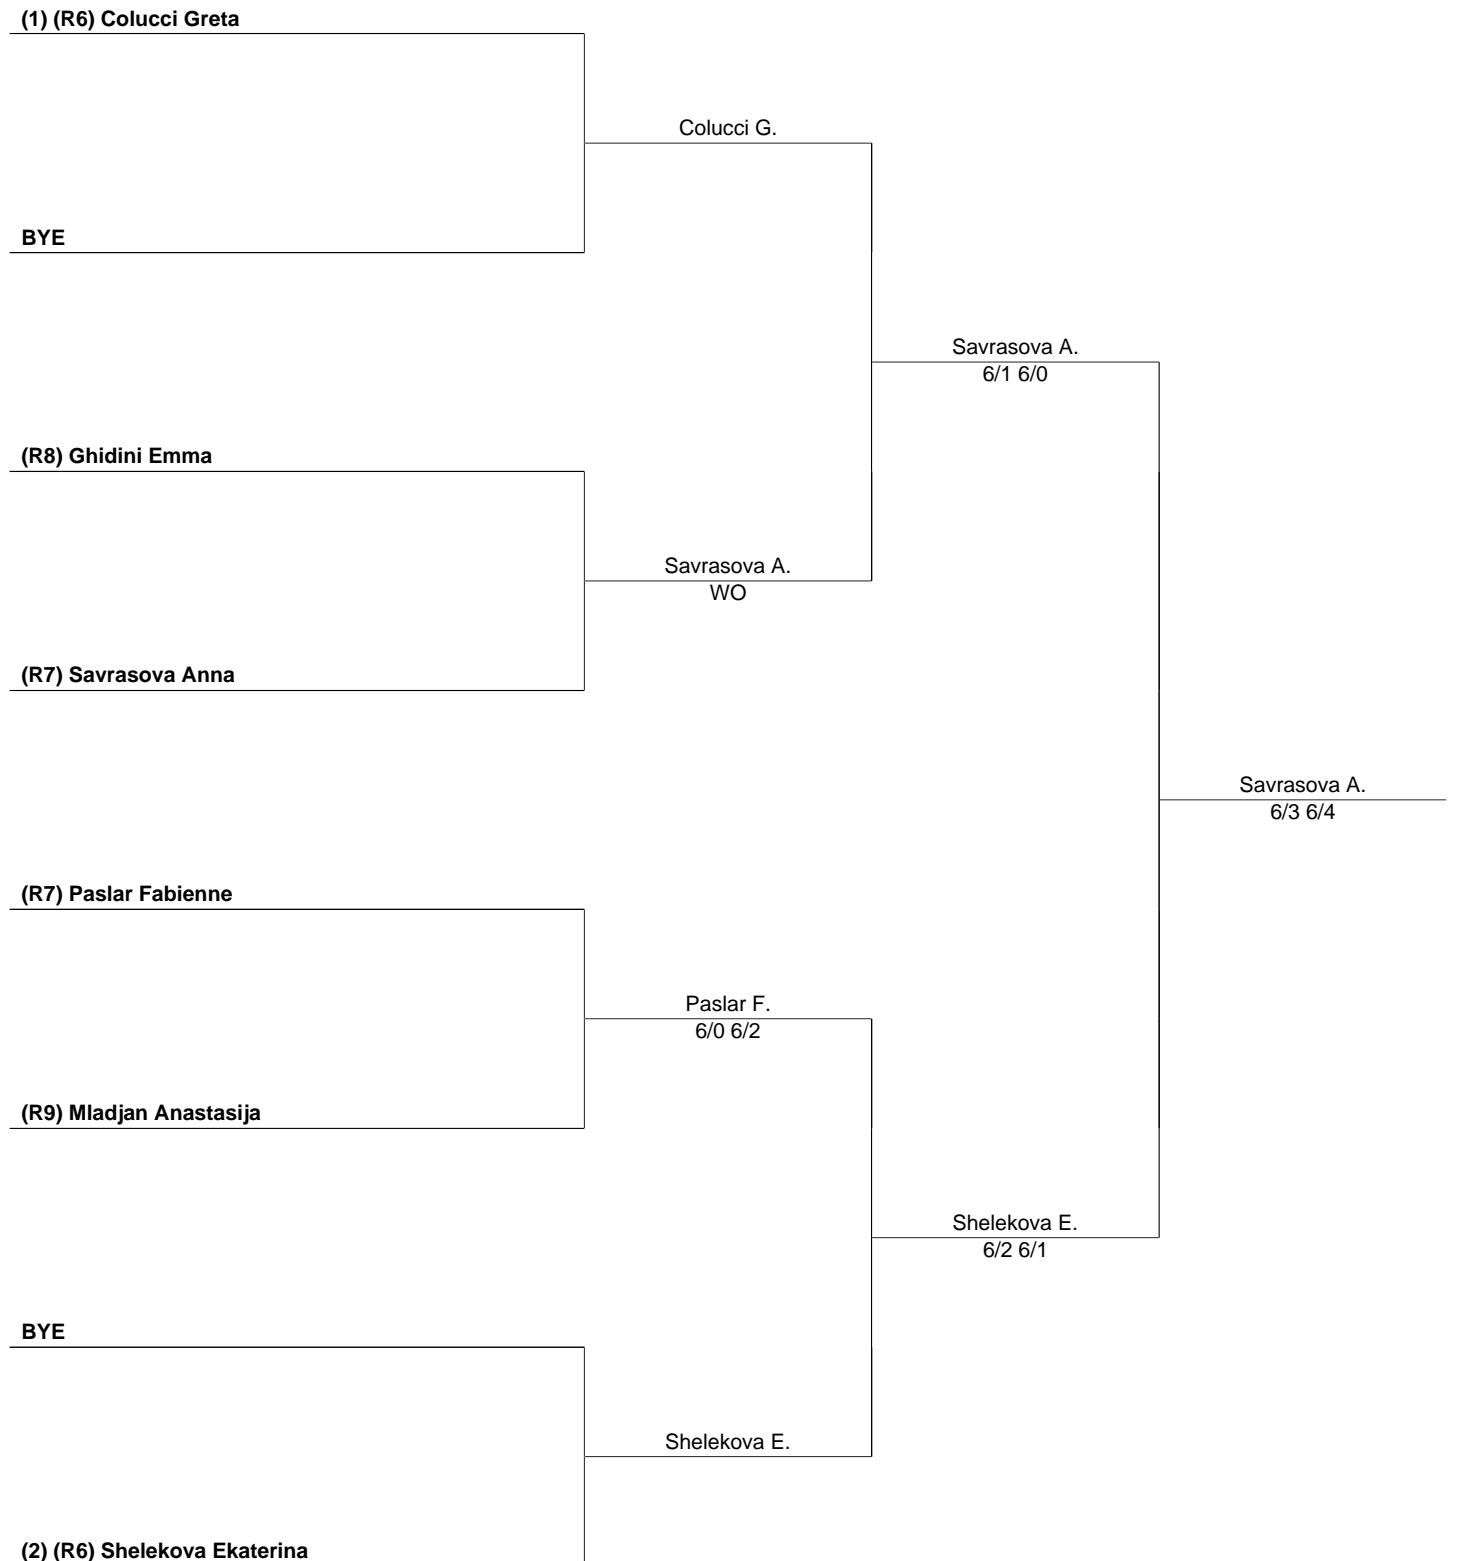 (1) (R6) Colucci Greta
Colucci G.
BYE
Savrasova A.
6/1 6/0
(R8) Ghidini Emma
Savrasova A.
WO
(R7) Savrasova Anna
Savrasova A.
6/3 6/4
(R7) Paslar Fabienne
Paslar F.
6/0 6/2
(R9) Mladjan Anastasija
Shelekova E.
6/2 6/1
BYE
Shelekova E.
(2) (R6) Shelekova Ekaterina